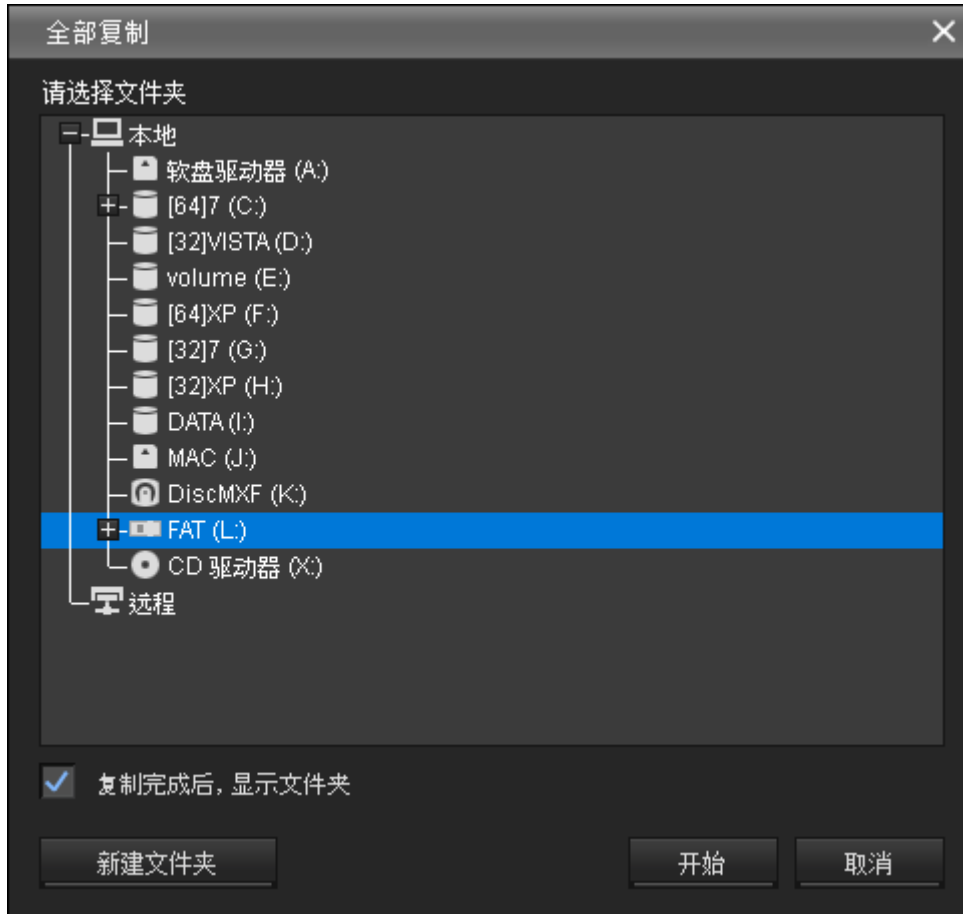 全部复制
请选择文件夹
本地
软盘驱动器 (A:)
[64]7 (C:)
[32]VISTA (D:)
volume (E:)
[64]XP (F:)
[32]7 (G:)
[32]XP (H:)
DATA (I:)
MAC (J:)
DiscMXF (K:)
FAT (L:)
CD 驱动器 (X:)
远程
复制完成后, 显示文件夹
新建文件夹
开始
取消